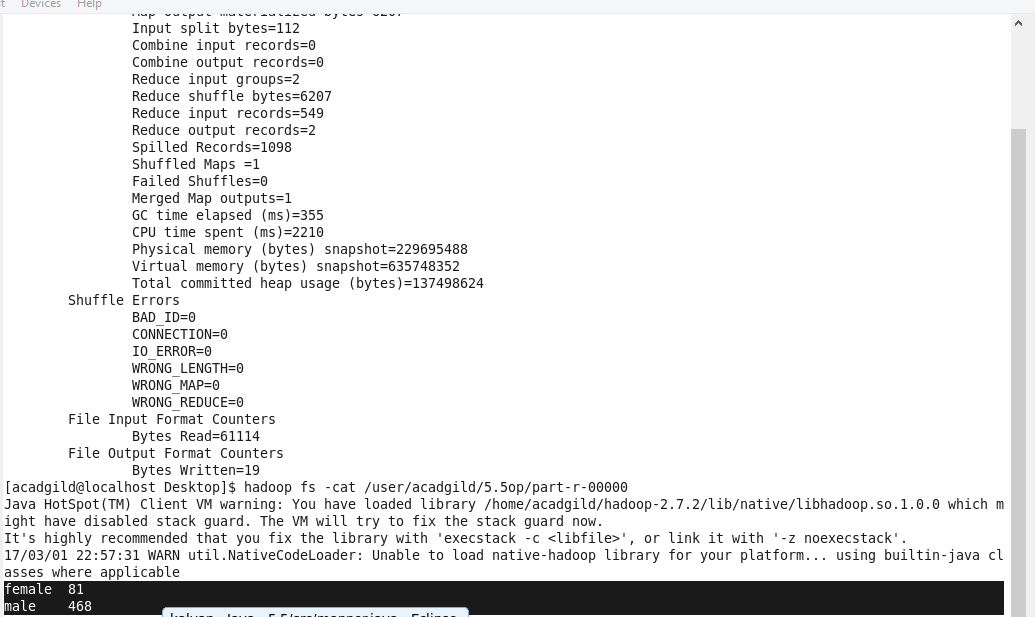 Devices Help
Input split bytes=112
Combine input records=0
Combine output records=0
Reduce input groups=2
Reduce shuffle bytes=6207
Reduce input records=549
Reduce output records=2
Spilled Records=1098
Shuffled Maps =1
Failed Shuffles=0
Merged Map outputs=1
GC time elapsed (ms)=355
CPU time spent (ms)=2210
Physical memory (bytes) snapshot=229695488
Virtual memory (bytes) snapshot=635748352
Total committed heap usage (bytes)=137498624
Shuffle Errors
BAD_ID=0
CONNECTION=0
IO_ERROR=0
WRONG_LENGTH=0
WRONG_MAP=0
WRONG_REDUCE=0
File Input Format Counters
Bytes Read=61114
File Output Format Counters
Bytes Written=19
[acadgild@localhost Desktop]$ hadoop fs -cat /user/acadgild/5.5op/part-r-00000
Java HotSpot(TM) Client VM warning: You have loaded library /home/acadgild/hadoop-2.7.2/lib/native/libhadoop.so.1.0.0 which m
ight have disabled stack guard. The VM will try to fix the stack guard now.
It's highly recommended that you fix the library with 'execstack -c <libfile>', or link it with '-z noexecstack'.
17/03/01 22:57:31 WARN util.NativeCodeLoader: Unable to load native-hadoop library for your platform... using builtin-java cl
asses where applicable
female 81
male 468